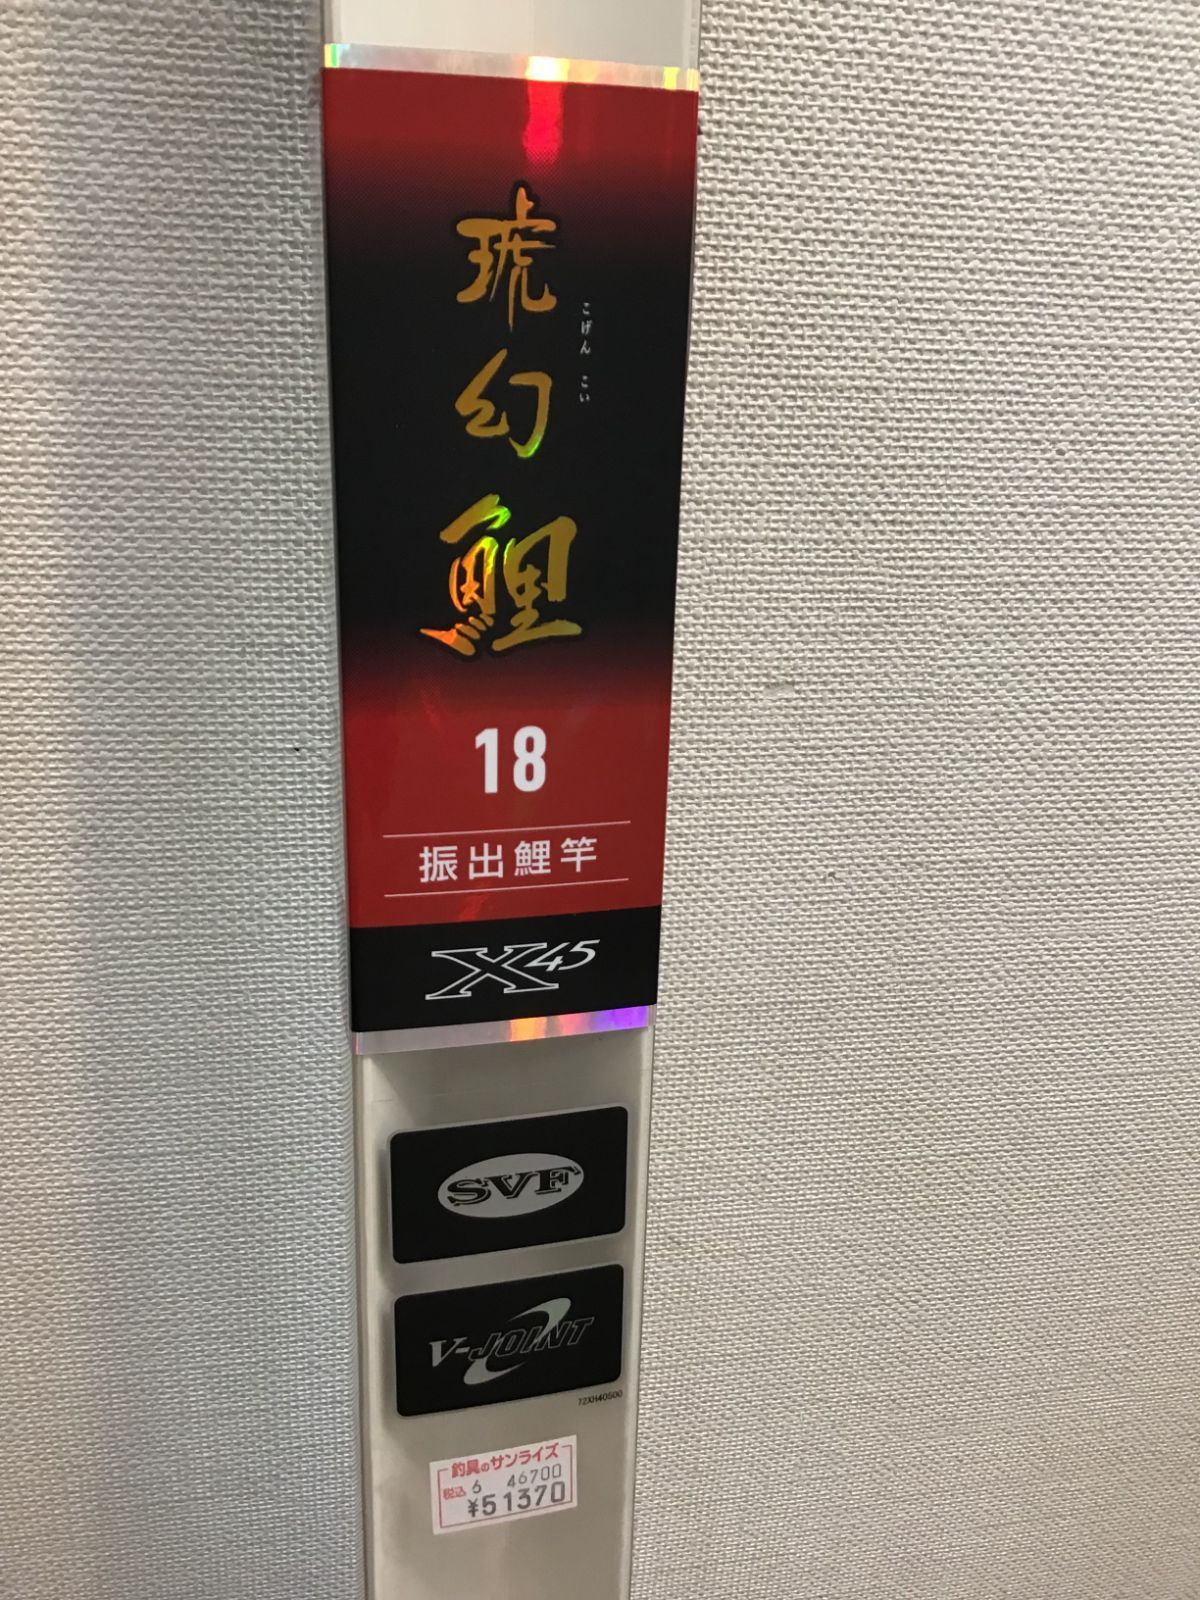 琥幻鯉
こげん こい
18
振出鯉竿
X45
SVF
V-JOINT
72XH40500
釣具のサンライズ
6 46700
税込 ¥51370